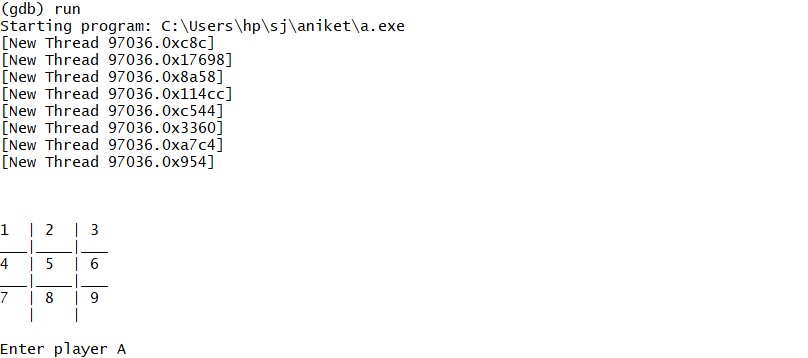 (gdb) run
Starting program: C:\Users\hp\sj\aniket\a.exe
[New Thread 97036.0xc8c]
[New Thread 97036.0x17698]
[New Thread 97036.0x8a58]
[New Thread 97036.0x114cc]
[New Thread 97036.0xc544]
[New Thread 97036.0x3360]
[New Thread 97036.0xa7c4]
[New Thread 97036.0x954]
1  | 2  | 3
___|____|___
4  | 5  | 6
___|____|___
7  | 8  | 9
   |    |
Enter player A